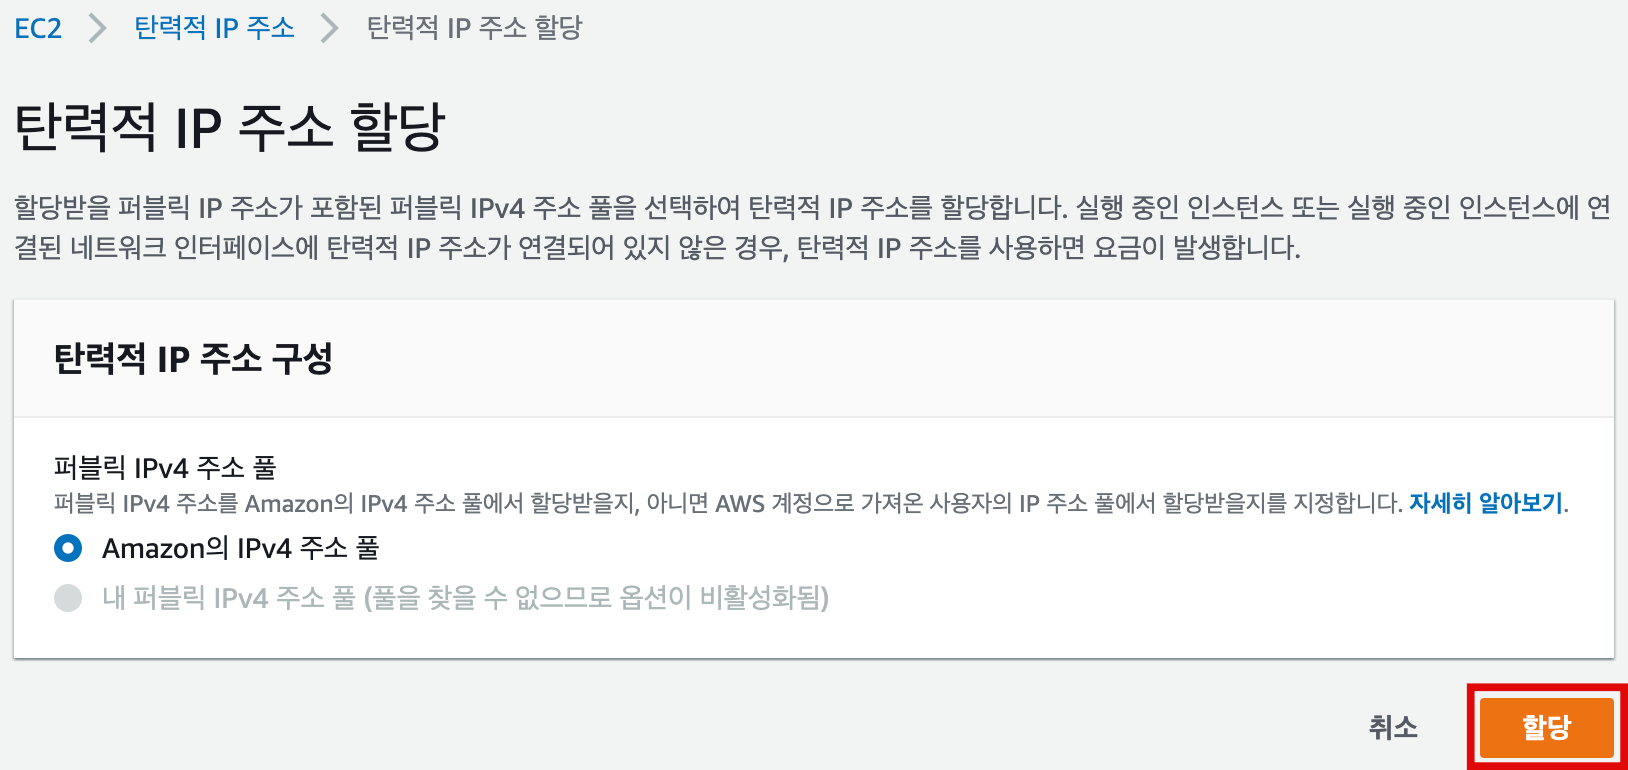 EC2 > 탄력적 IP 주소 > 탄력적 IP 주소 할당
탄력적 IP 주소 할당
할당받을 퍼블릭 IP 주소가 포함된 퍼블릭 IPv4 주소 풀을 선택하여 탄력적 IP 주소를 할당합니다. 실행 중인 인스턴스 또는 실행 중인 인스턴스에 연
결된 네트워크 인터페이스에 탄력적 IP 주소가 연결되어 있지 않은 경우, 탄력적 IP 주소를 사용하면 요금이 발생합니다.
탄력적 IP 주소 구성
퍼블릭 IPv4 주소 풀
퍼블릭 IPv4 주소를 Amazon의 IPv4 주소 풀에서 할당받을지, 아니면 AWS 계정으로 가져온 사용자의 IP 주소 풀에서 할당받을지를 지정합니다. 자세히 알아보기.
Amazon의 IPv4 주소 풀
내 퍼블릭 IPv4 주소 풀 (풀을 찾을 수 없으므로 옵션이 비활성화됨)
취소 할당